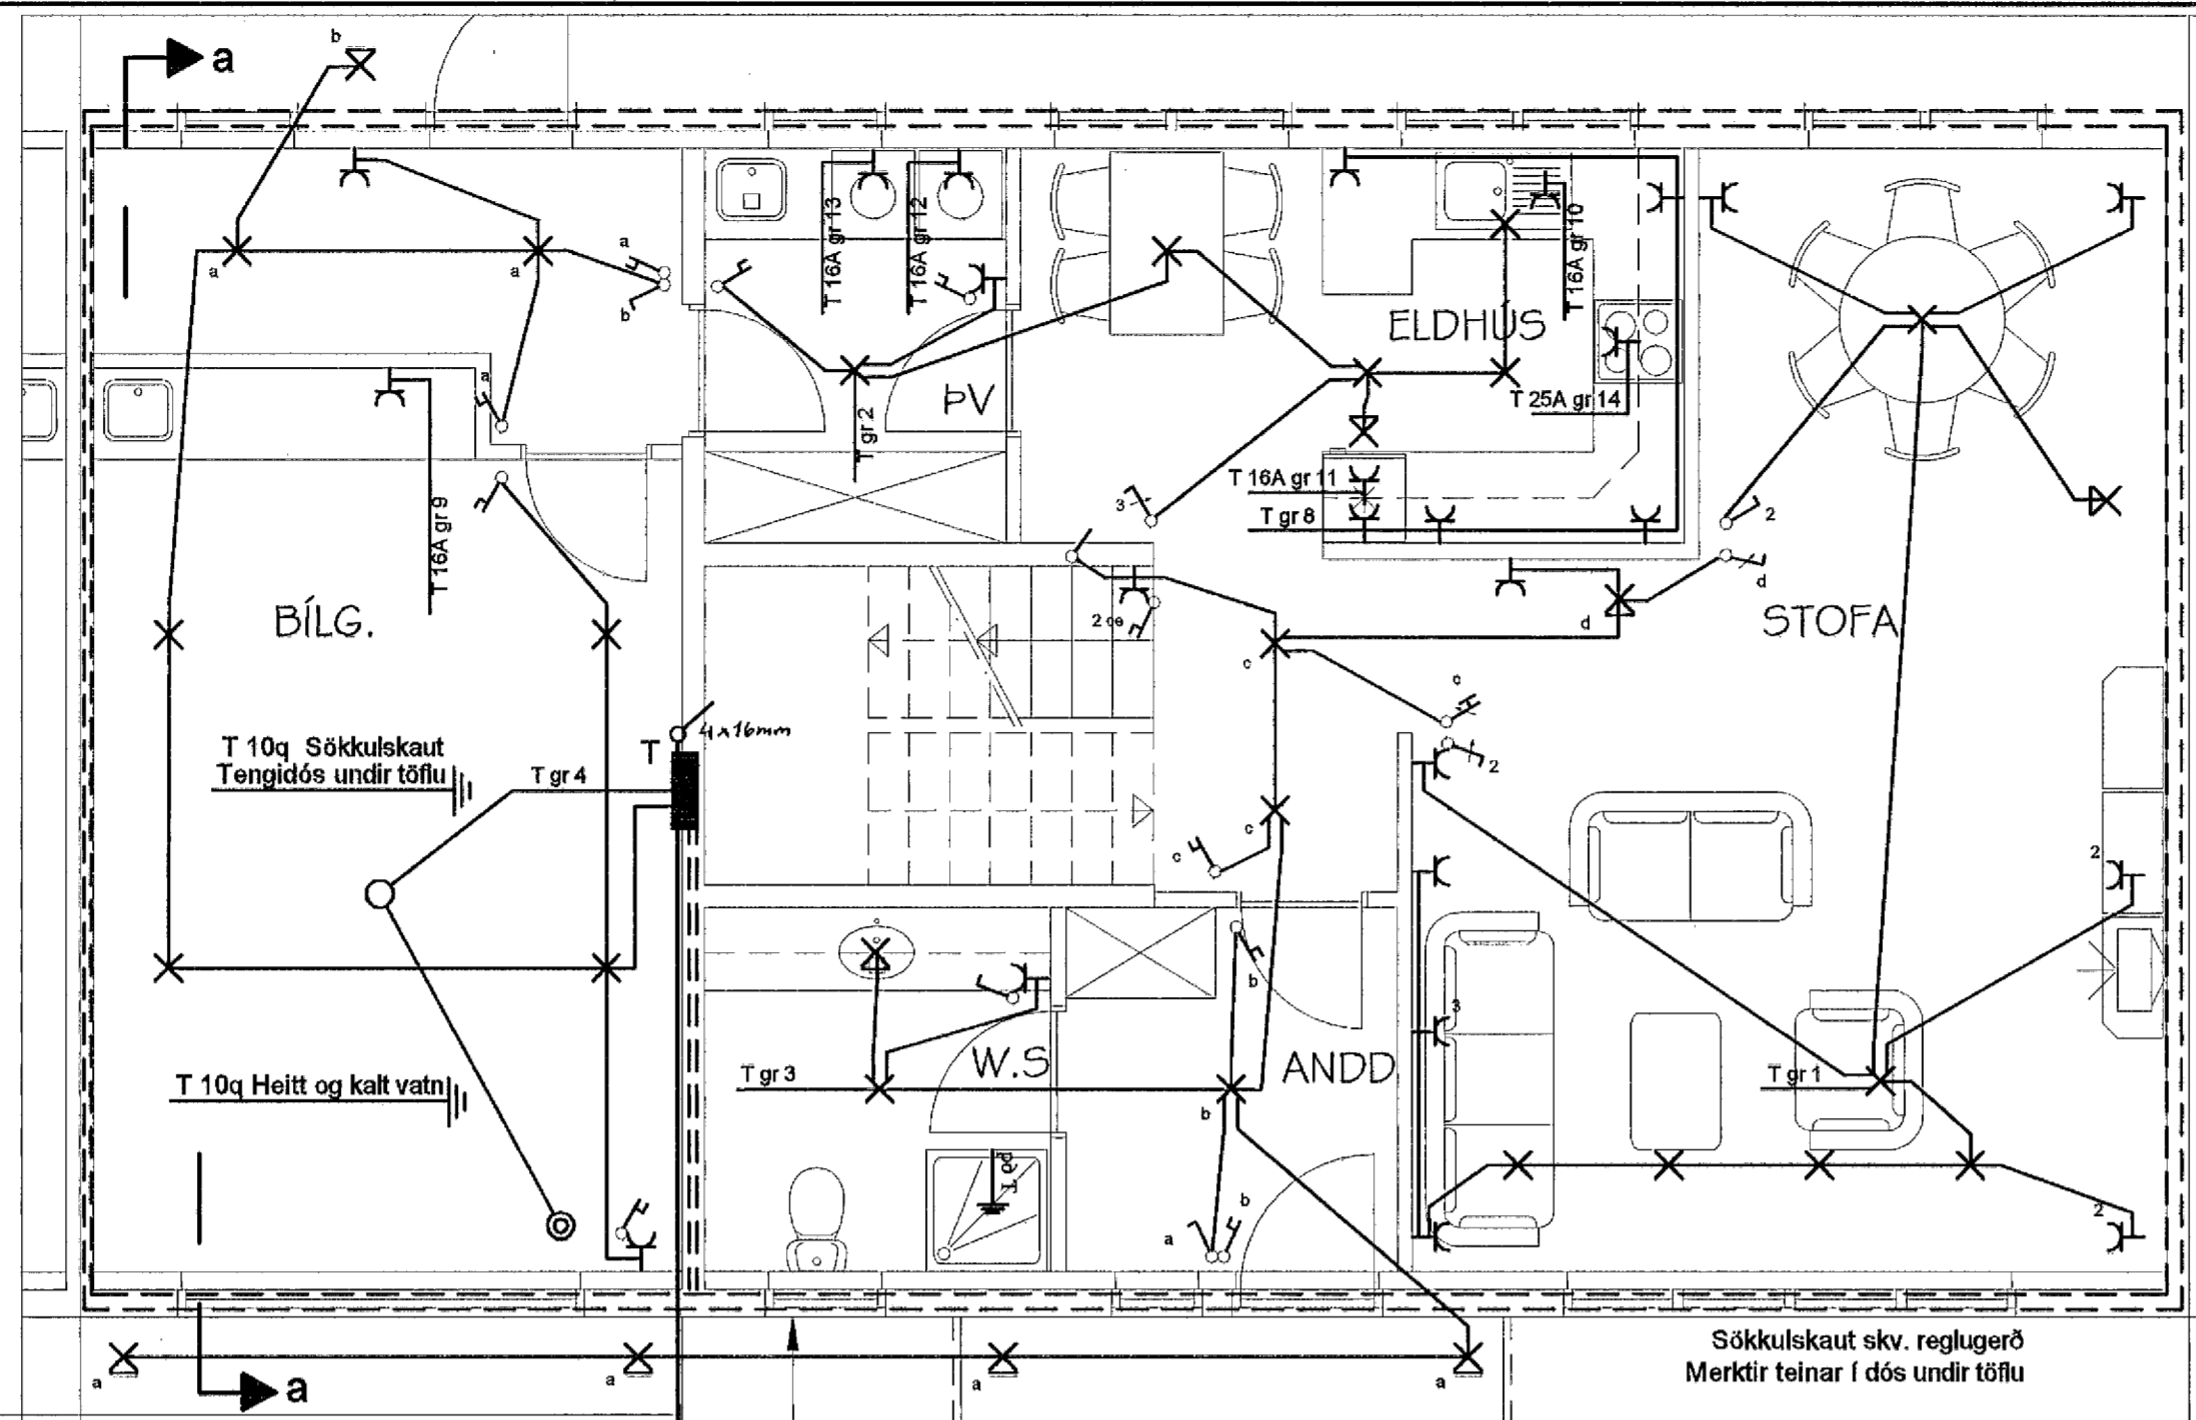 b
a
T 16A gr 13
T 16A gr 12
T 16A gr 10
a
a
a
b
ELDHÚS
T 25A gr 14
ÞV
T gr 2
a
T 16A gr 9
T 16A gr 11
T gr 8
3
2
d
d
BÍLG.
STOFA
2
c
c
2
4x16mm
T
T 10q Sökkulskaut
Tengidós undir töflu
T gr 4
c
c
2
b
3
W.S
ANDD
T gr 3
T gr 1
T 10q Heitt og kalt vatn
b
b
a
2
Sökkulskaut skv. reglugerð
Merktir teinar í dós undir töflu
a
a
a
a
a